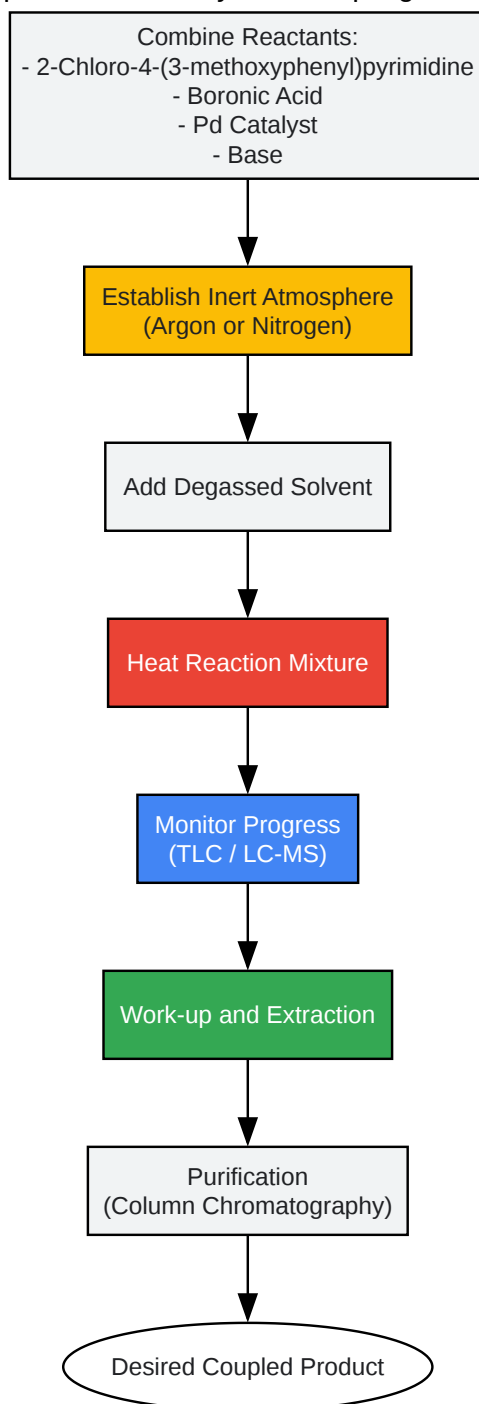 Combine Reactants:
- 2-Chloro-4-(3-methoxyphenyl)pyrimidine
- Boronic Acid
- Pd Catalyst
- Base
Establish Inert Atmosphere
(Argon or Nitrogen)
Add Degassed Solvent
Heat Reaction Mixture
Monitor Progress
(TLC / LC-MS)
Work-up and Extraction
Purification
(Column Chromatography)
Desired Coupled Product